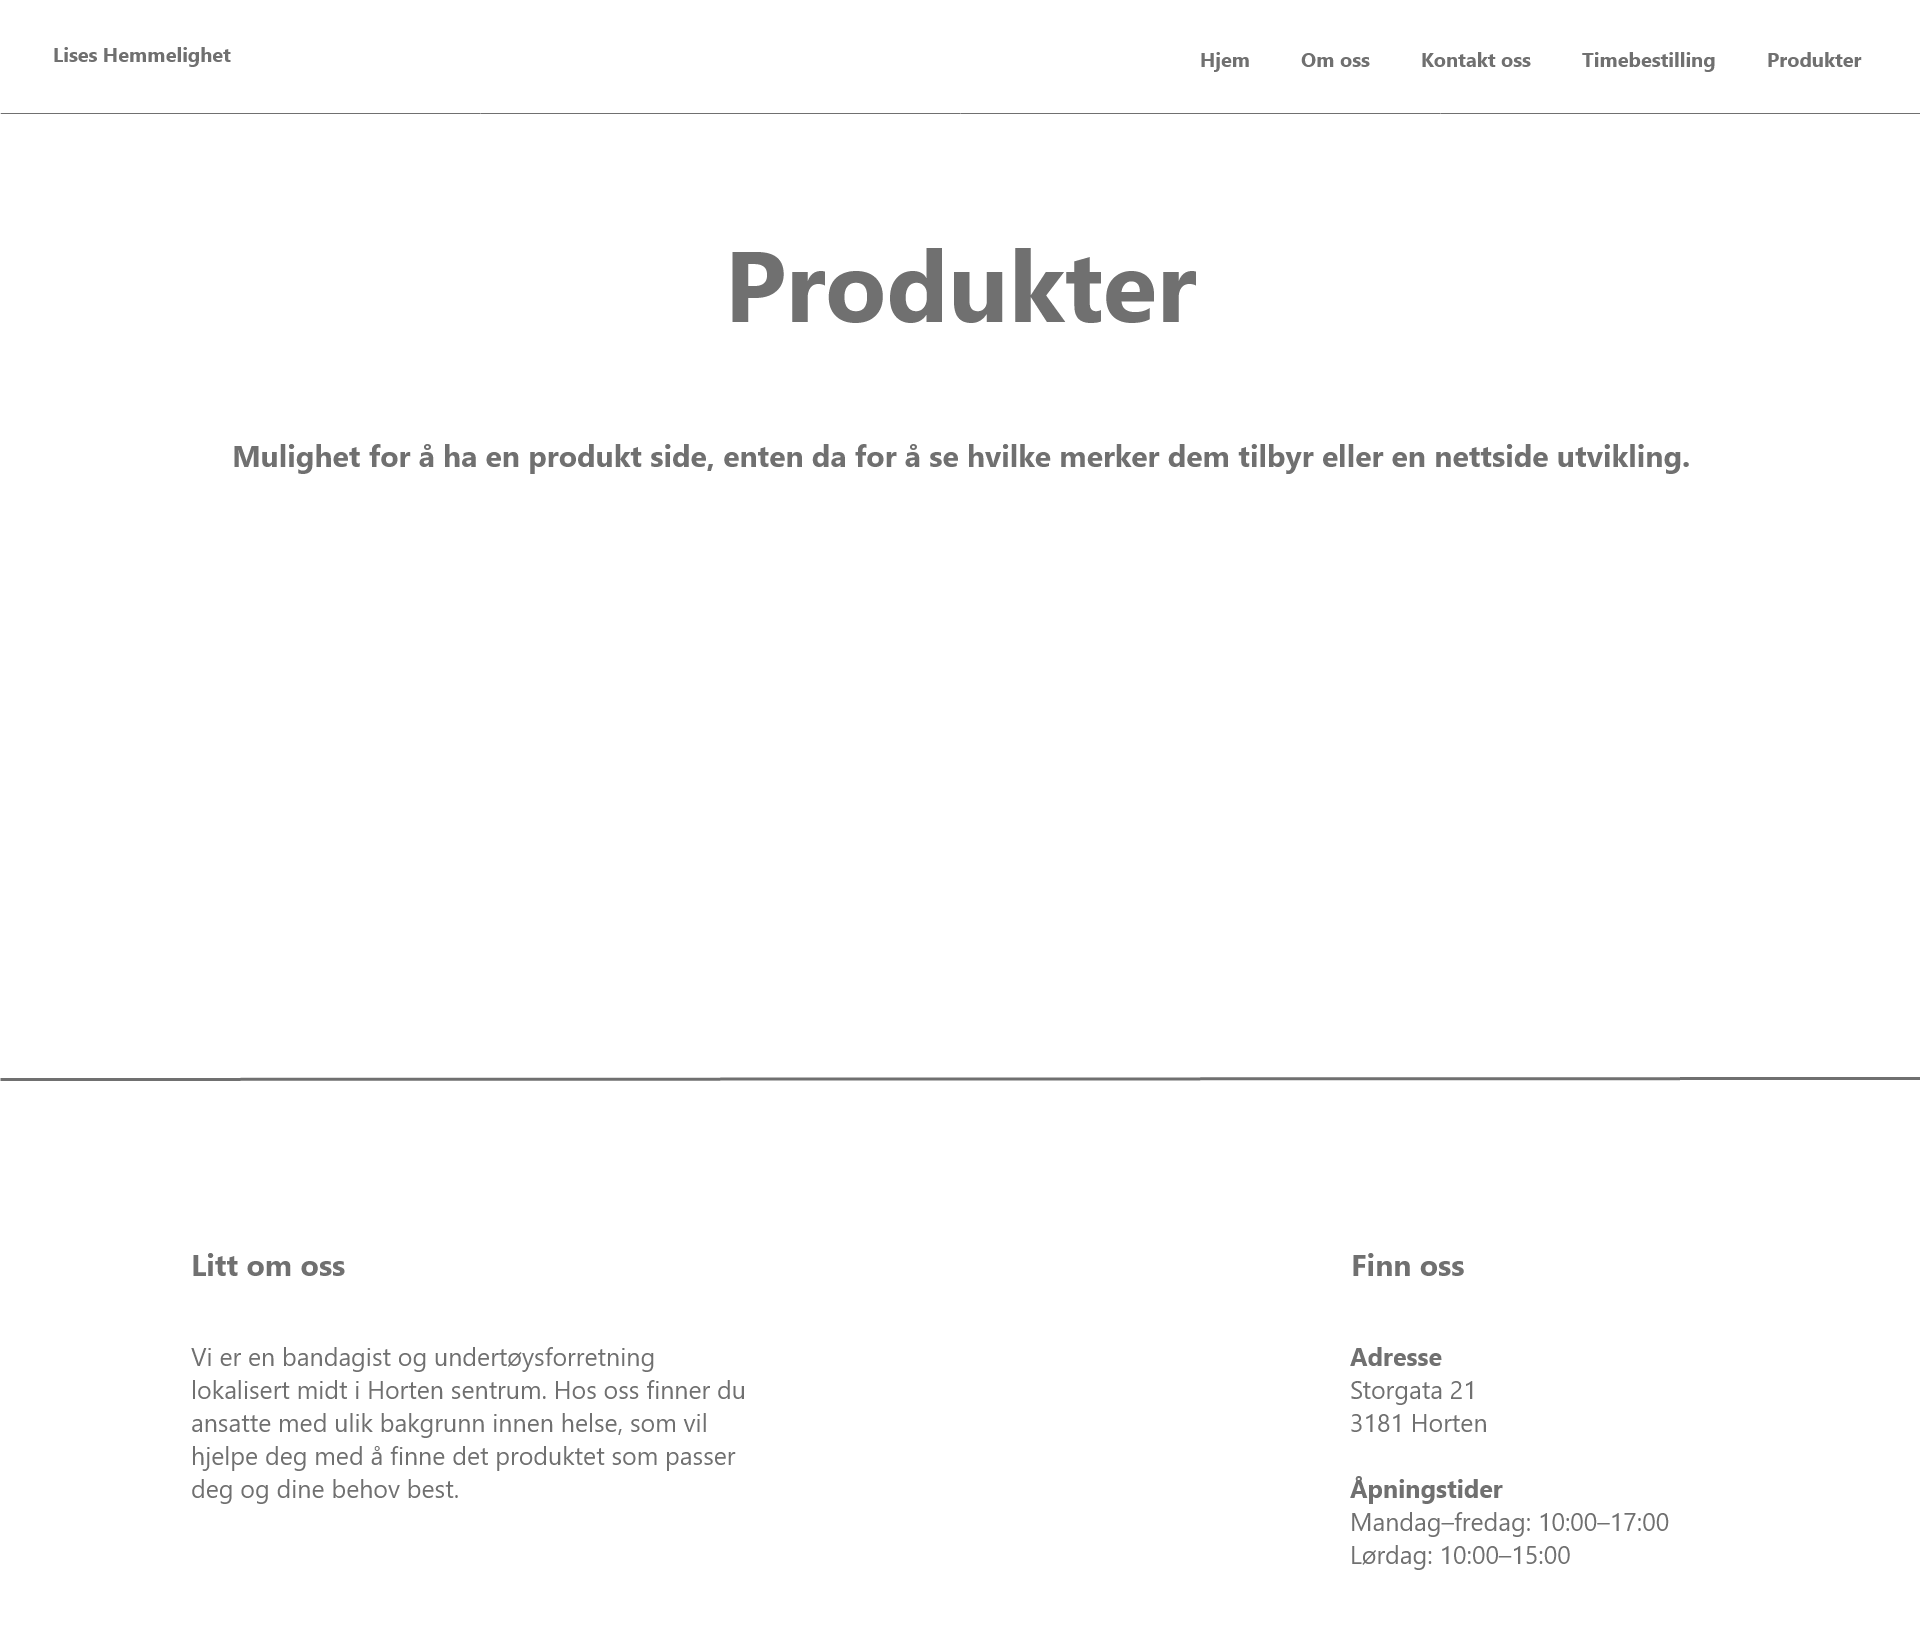 Lises Hemmelighet
Hjem Om oss Kontakt oss Timebestilling Produkter
Produkter
Mulighet for å ha en produkt side, enten da for å se hvilke merker dem tilbyr eller en nettside utvikling.
Litt om oss
Vi er en bandagist og undertøysforretning
lokalisert midt i Horten sentrum. Hos oss finner du
ansatte med ulik bakgrunn innen helse, som vil
hjelpe deg med å finne det produktet som passer
deg og dine behov best.
Finn oss
Adresse
Storgata 21
3181 Horten
Åpningstider
Mandag–fredag: 10:00–17:00
Lørdag: 10:00–15:00